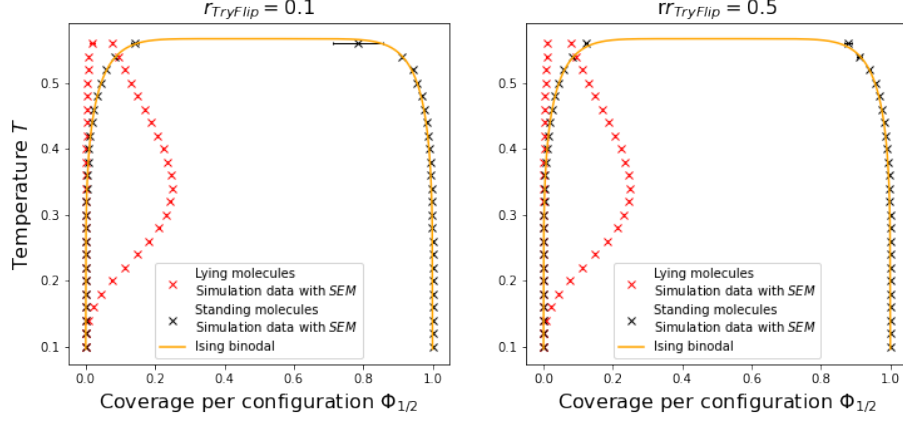 r_{TryFlip} = 0.1
Temperature T
0.5
0.4
0.3
0.2
0.1
Lying molecules
Simulation data with SEM
Standing molecules
Simulation data with SEM
Ising binodal
0.0 0.2 0.4 0.6 0.8 1.0
Coverage per configuration Φ_{1/2}
rr_{TryFlip} = 0.5
0.5
0.4
0.3
0.2
0.1
Lying molecules
Simulation data with SEM
Standing molecules
Simulation data with SEM
Ising binodal
0.0 0.2 0.4 0.6 0.8 1.0
Coverage per configuration Φ_{1/2}